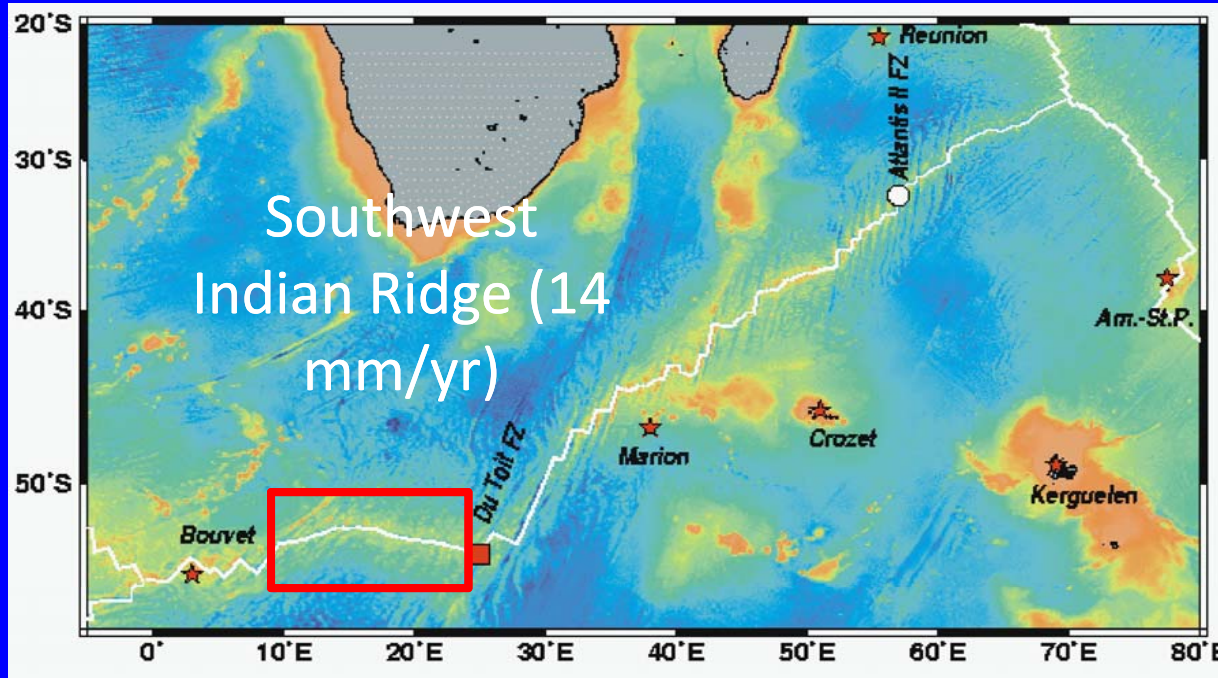 20°S
30°S
40°S
50°S
Reunion
Atlantis II FZ
Southwest
Indian Ridge (14
mm/yr)
Am.-St.P.
Du Toit FZ
Marion
Crozet
Kerguelen
Bouvet
0°
10°E
20°E
30°E
40°E
50°E
60°E
70°E
80°E